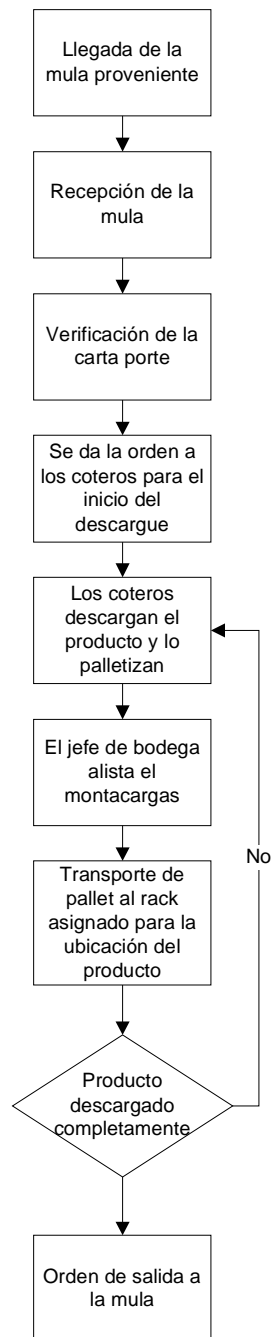 Llegada de la
mula proveniente
Recepción de la
mula
Verificación de la
carta porte
Se da la orden a
los coteros para el
inicio del
descargue
Los coteros
descargan el
producto y lo
palletizan
El jefe de bodega
alista el
montacargas
No
Transporte de
pallet al rack
asignado para la
ubicación del
producto
Producto
descargado
completamente
Orden de salida a
la mula